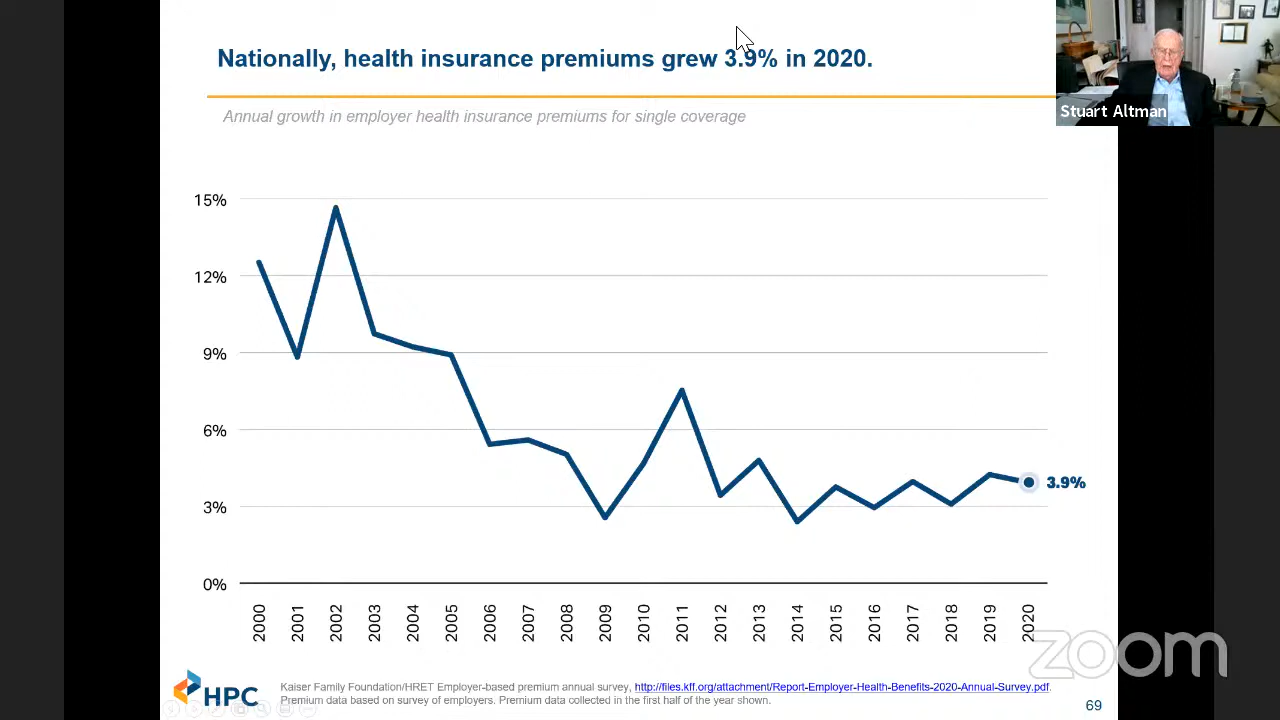 Nationally, health insurance premiums grew 3.9% in 2020.
Stuart Altman
Annual growth in employer health insurance premiums for single coverage
15%
12%
9%
6%
3%
0%
3.9%
2000 2001 2002 2003 2004 2005 2006 2007 2008 2009 2010 2011 2012 2013 2014 2015 2016 2017 2018 2019 2020
zoom
HPC
Kaiser Family Foundation/HRET Employer-based premium annual survey, http://files.kff.org/attachment/Report-Employer-Health-Benefits-2020-Annual-Survey.pdf.
Premium data based on survey of employers. Premium data collected in the first half of the year shown.
69